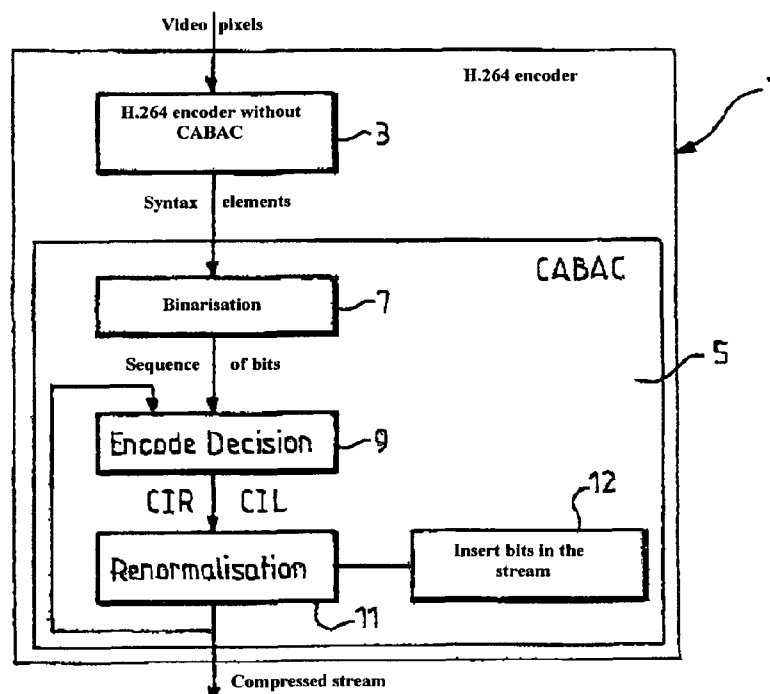 Video pixels
H.264 encoder
H.264 encoder without
CABAC
3
Syntax elements
CABAC
Binarisation
7
Sequence of bits
5
Encode Decision
9
CIR CIL
12
Renormalisation
Insert bits in the
stream
11
Compressed stream